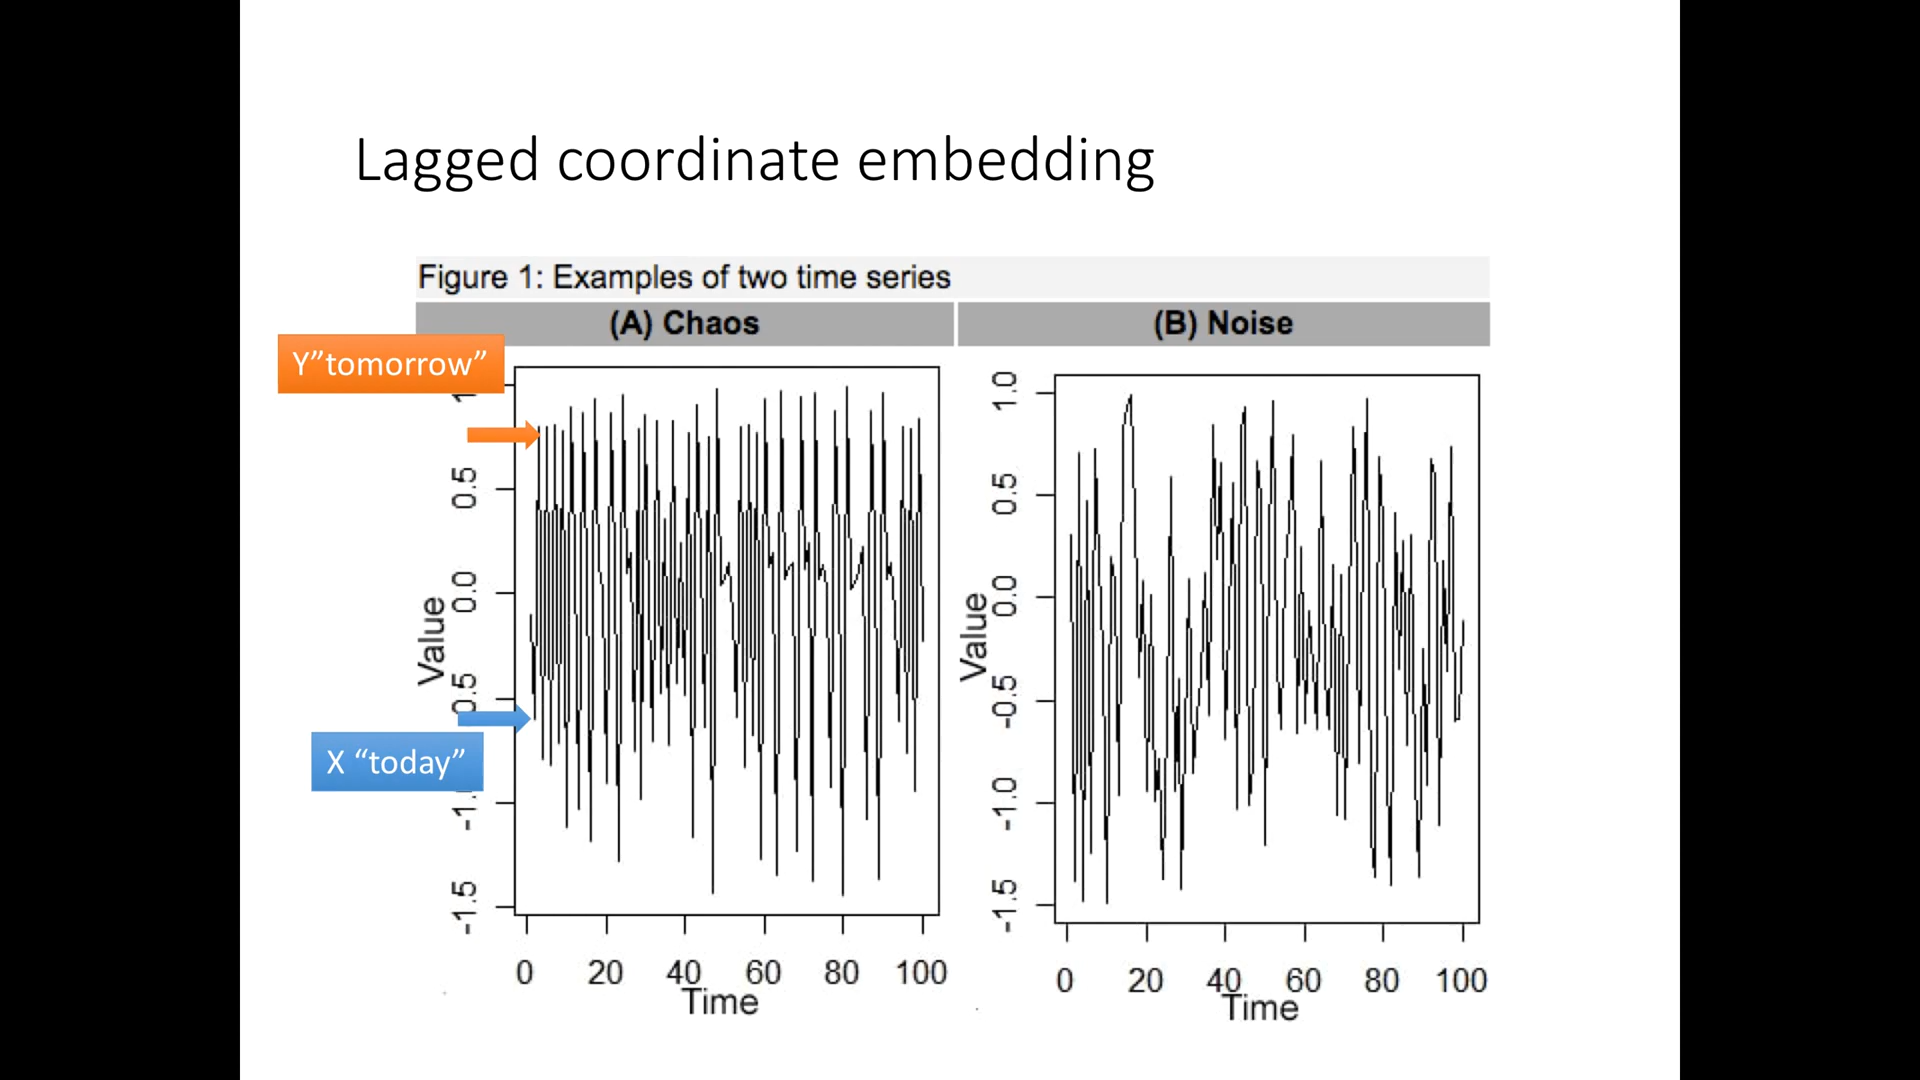 Lagged coordinate embedding
Figure 1: Examples of two time series
(A) Chaos
(B) Noise
Y”tomorrow”
X “today”
Value
0.5
0.0
-1.5
0 20 40 60 80 100
Time
Value
1.0
0.5
0.0
-0.5
-1.0
-1.5
0 20 40 60 80 100
Time